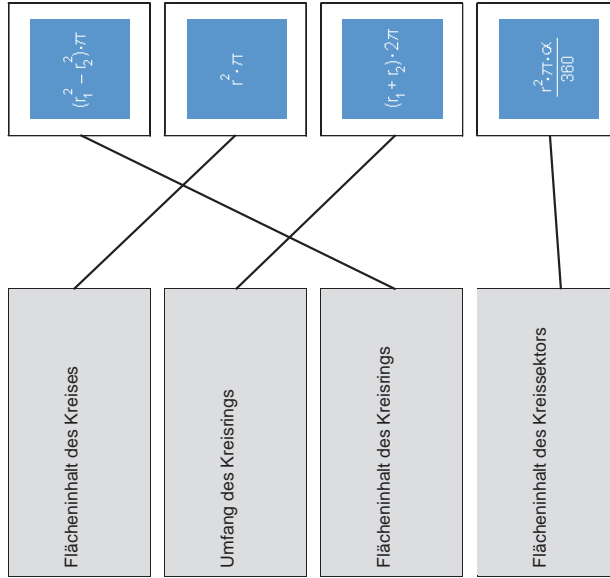 Flächeninhalt des Kreises
(r₁² − r₂²)·π
Umfang des Kreisrings
r²·π
Flächeninhalt des Kreisrings
(r₁ + r₂)·2π
Flächeninhalt des Kreissektors
r²·π·α
360